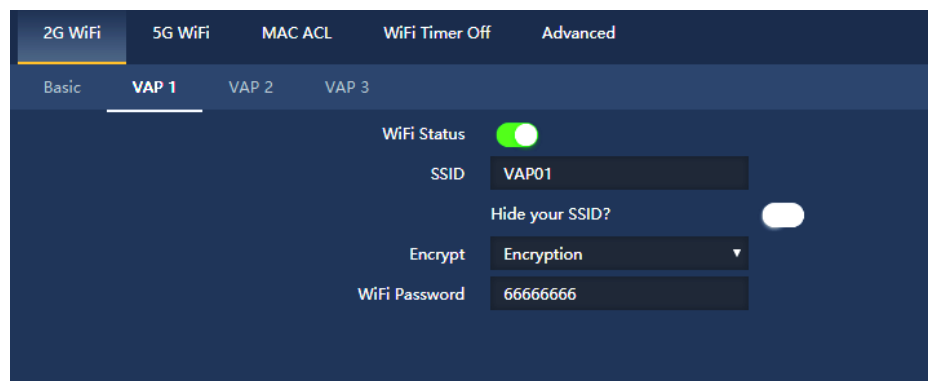 2G WiFi 5G WiFi MAC ACL WiFi Timer Off Advanced
Basic VAP 1 VAP 2 VAP 3
WiFi Status
SSID VAP01
Hide your SSID?
Encrypt Encryption
WiFi Password 66666666